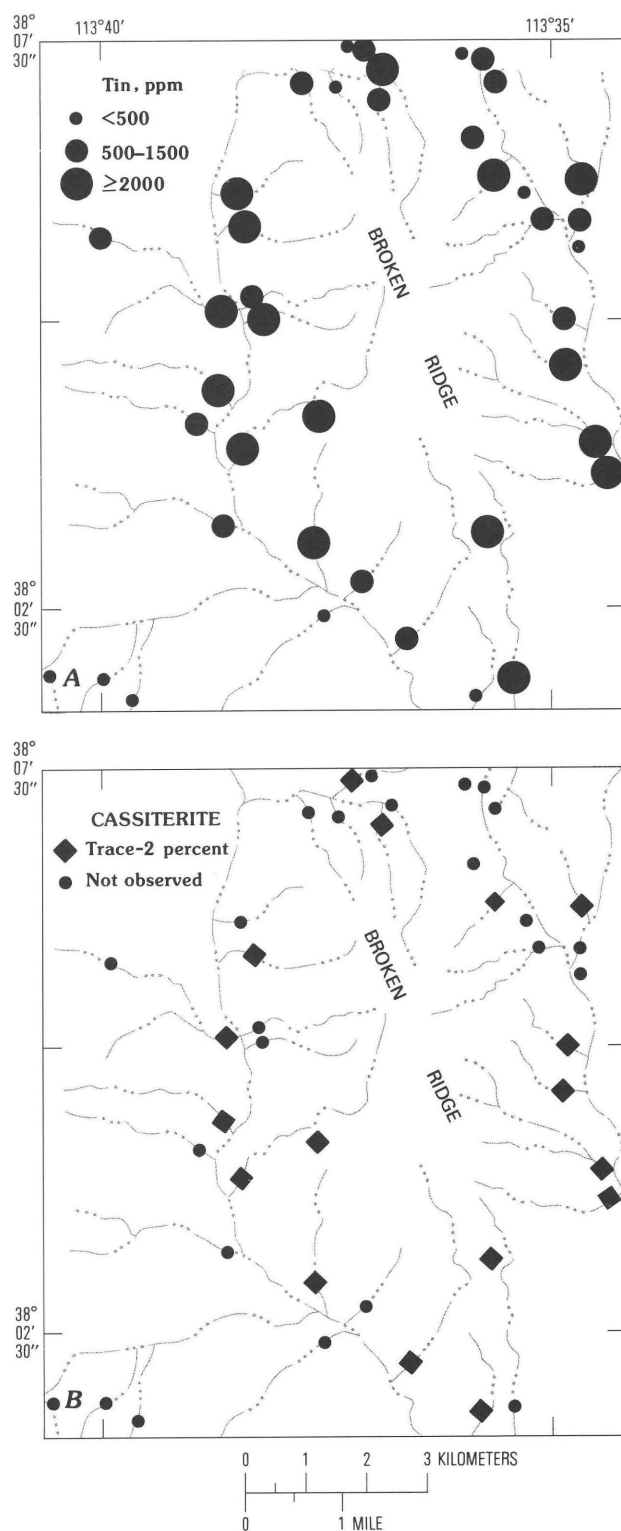 113°40′ 113°35′
38°
07′
30″
Tin, ppm
<500
500–1500
≥2000
BROKEN
RIDGE
38°
02′
30″
A
38°
07′
30″
CASSITERITE
Trace-2 percent
Not observed
BROKEN
RIDGE
38°
02′
30″
B
0 1 2 3 KILOMETERS
0 1 MILE